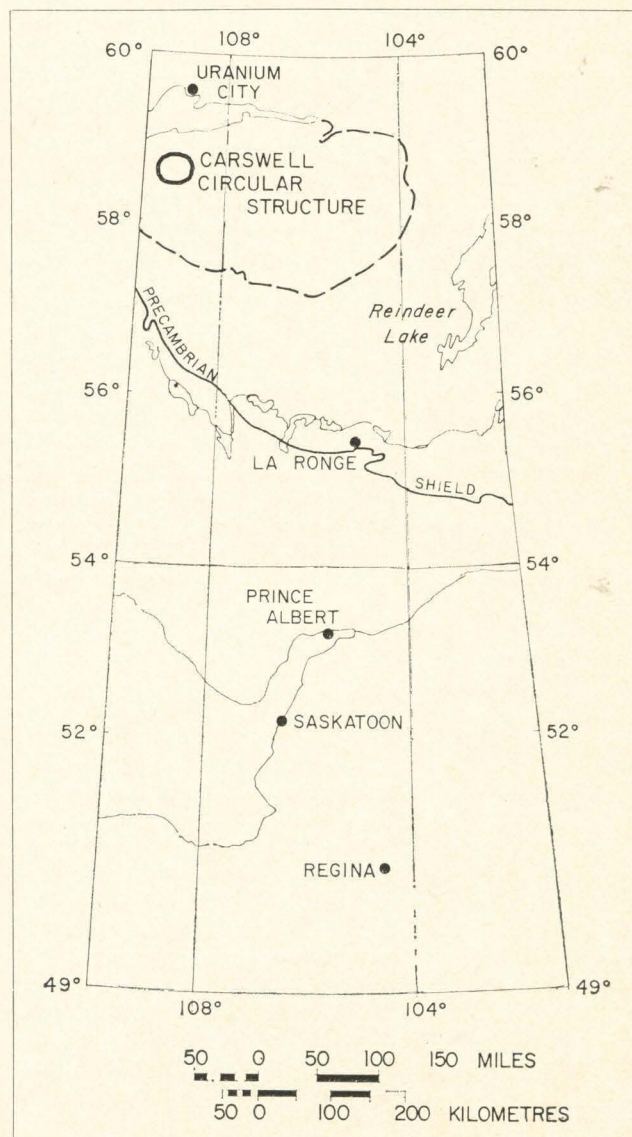 108° 104°
60° 60°
URANIUM
CITY
CARSWELL
CIRCULAR
STRUCTURE
58° 58°
PRECAMBRIAN
Reindeer
Lake
56° 56°
LA RONGE
SHIELD
54° 54°
PRINCE
ALBERT
52° 52°
SASKATOON
REGINA
49° 49°
108° 104°
50 0 50 100 150 MILES
50 0 100 200 KILOMETRES